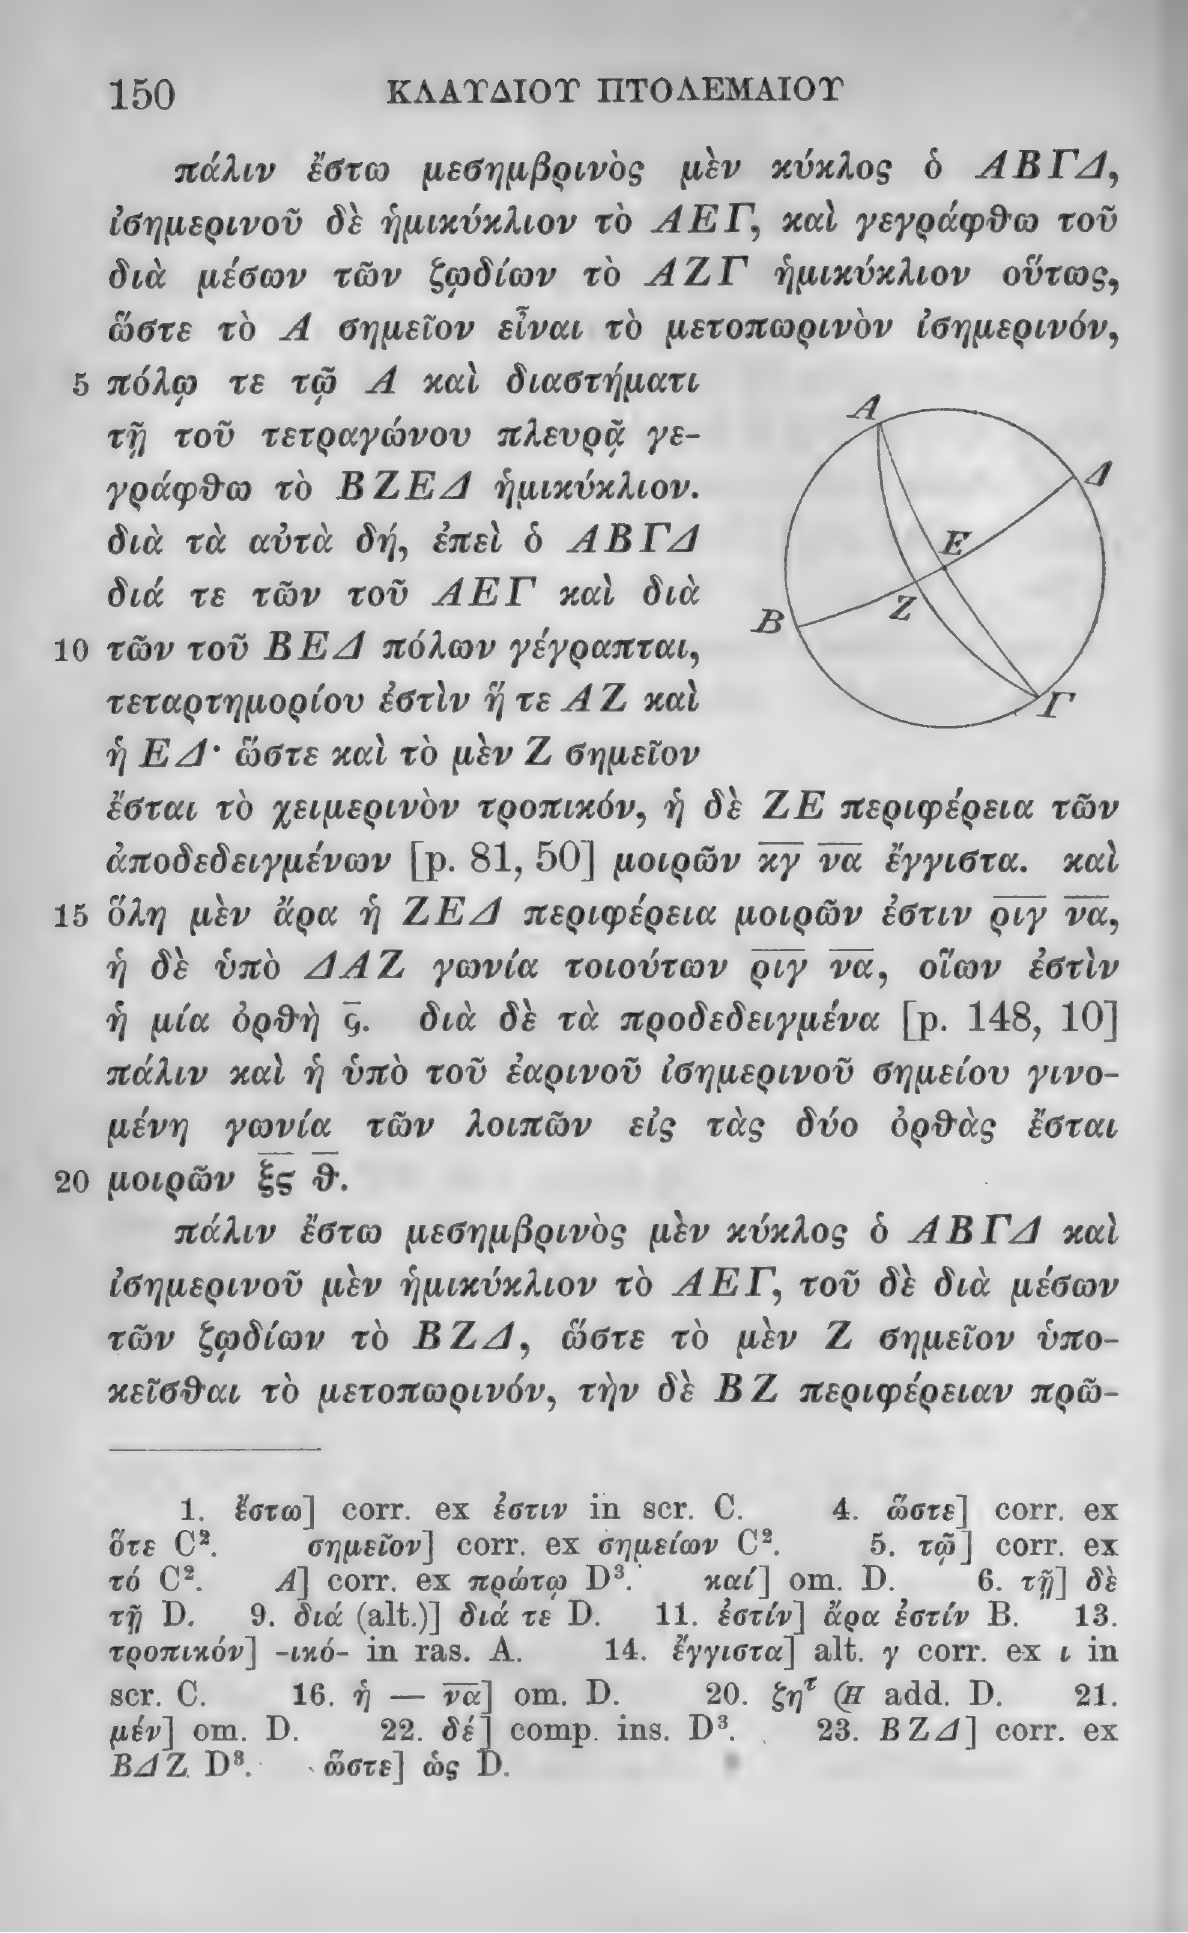 150 ΚΛΑΥΔΙΟΥ ΠΤΟΛΕΜΑΙΟΥ
πάλιν ἔστω μεσημβρινὸς μὲν κύκλος ὁ ΑΒΓΔ,
ἰσημερινοῦ δὲ ἡμικύκλιον τὸ ΑΕΓ, καὶ γεγράφθω τοῦ
διὰ μέσων τῶν ζῳδίων τὸ ΑΖΓ ἡμικύκλιον οὕτως,
ὥστε τὸ Α σημεῖον εἶναι τὸ μετοπωρινὸν ἰσημερινόν,
5 πόλῳ τε τῷ Α καὶ διαστήματι
τῇ τοῦ τετραγώνου πλευρᾷ γε-
γράφθω τὸ ΒΖΕΔ ἡμικύκλιον.
διὰ τὰ αὐτὰ δή, ἐπεὶ ὁ ΑΒΓΔ
διά τε τῶν τοῦ ΑΕΓ καὶ διὰ
10 τῶν τοῦ ΒΕΔ πόλων γέγραπται,
τεταρτημορίου ἐστὶν ἥ τε ΑΖ καὶ
ἡ ΕΔ· ὥστε καὶ τὸ μὲν Ζ σημεῖον
ἔσται τὸ χειμερινὸν τροπικόν, ἡ δὲ ΖΕ περιφέρεια τῶν
ἀποδεδειγμένων [p. 81, 50] μοιρῶν κ̅γ̅ ν̅α̅ ἔγγιστα. καὶ
15 ὅλη μὲν ἄρα ἡ ΖΕΔ περιφέρεια μοιρῶν ἐστιν ρ̅ι̅γ̅ ν̅α̅,
ἡ δὲ ὑπὸ ΔΑΖ γωνία τοιούτων ρ̅ι̅γ̅ ν̅α̅, οἵων ἐστὶν
ἡ μία ὀρθὴ ϟ̅. διὰ δὲ τὰ προδεδειγμένα [p. 148, 10]
πάλιν καὶ ἡ ὑπὸ τοῦ ἐαρινοῦ ἰσημερινοῦ σημείου γινο-
μένη γωνία τῶν λοιπῶν εἰς τὰς δύο ὀρθὰς ἔσται
20 μοιρῶν ξ̅ϛ̅ θ̅.
πάλιν ἔστω μεσημβρινὸς μὲν κύκλος ὁ ΑΒΓΔ καὶ
ἰσημερινοῦ μὲν ἡμικύκλιον τὸ ΑΕΓ, τοῦ δὲ διὰ μέσων
τῶν ζῳδίων τὸ ΒΖΔ, ὥστε τὸ μὲν Ζ σημεῖον ὑπο-
κεῖσθαι τὸ μετοπωρινόν, τὴν δὲ ΒΖ περιφέρειαν πρῶ-
Α
Δ
Ε
Ζ
Β
Γ
1. ἔστω] corr. ex ἐστιν in scr. C. 4. ὥστε] corr. ex
ὅτε C². σημεῖον] corr. ex σημείων C². 5. τῷ] corr. ex
τό C². Α] corr. ex πρώτῳ D³. καί] om. D. 6. τῇ] δὲ
τῇ D. 9. διά (alt.)] διά τε D. 11. ἐστίν] ἄρα ἐστίν B. 13.
τροπικόν] -ικό- in ras. A. 14. ἔγγιστα] alt. γ corr. ex ι in
scr. C. 16. ἡ — ν̅α̅] om. D. 20. ζητ (Η add. D. 21.
μέν] om. D. 22. δέ] comp. ins. D³. 23. ΒΖΔ] corr. ex
ΒΔΖ D³. ὥστε] ὡς D.